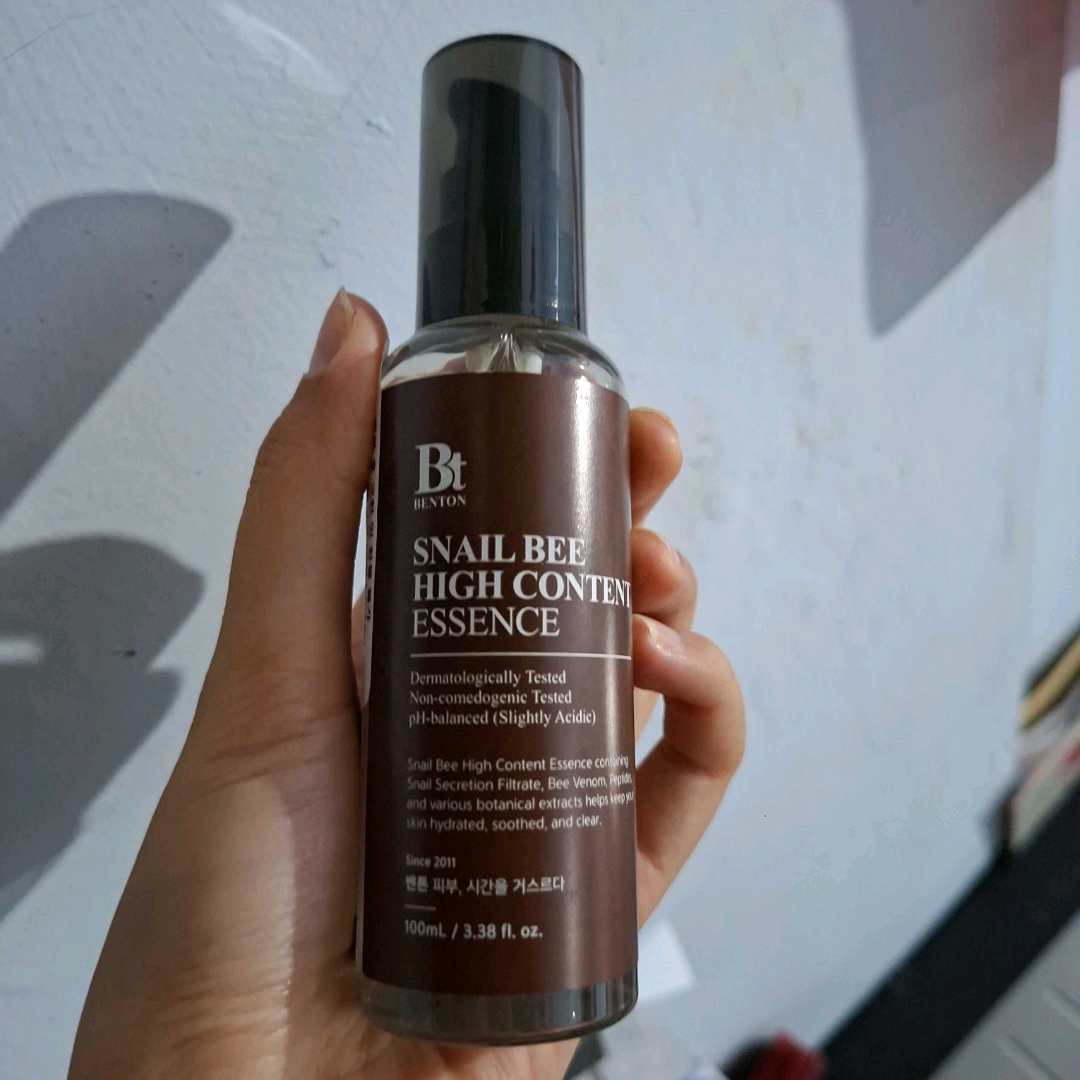 Bt
BENTON
SNAIL BEE
HIGH CONTENT
ESSENCE
Dermatologically Tested
Non-comedogenic Tested
pH-balanced (Slightly Acidic)
Snail Bee High Content Essence containing
Snail Secretion Filtrate, Bee Venom, Peptides,
and various botanical extracts helps keep your
skin hydrated, soothed, and clear.
Since 2011
벤튼 피부, 시간을 거스르다
100mL / 3.38 fl. oz.